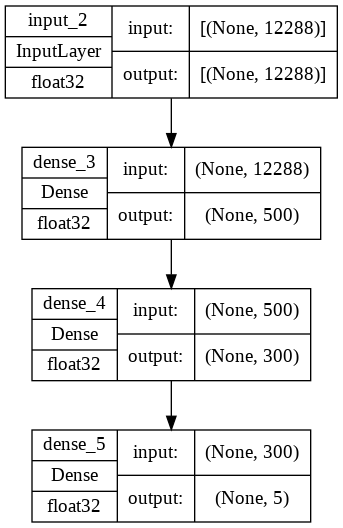 input_2
InputLayer
float32
input:
[(None, 12288)]
output:
[(None, 12288)]
dense_3
Dense
float32
input:
(None, 12288)
output:
(None, 500)
dense_4
Dense
float32
input:
(None, 500)
output:
(None, 300)
dense_5
Dense
float32
input:
(None, 300)
output:
(None, 5)